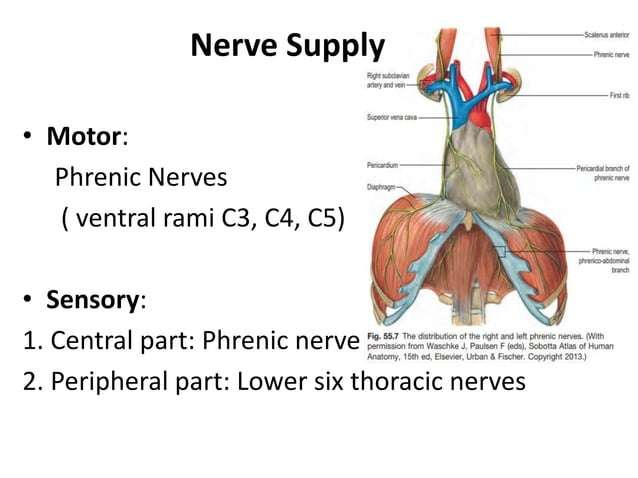 Nerve Supply
• Motor:
Phrenic Nerves
( ventral rami C3, C4, C5)
• Sensory:
1. Central part: Phrenic nerve
2. Peripheral part: Lower six thoracic nerves
Scalenus anterior
Phrenic nerve
Right subclavian
artery and vein
First rib
Superior vena cava
Pericardium
Pericardial branch
of phrenic nerve
Diaphragm
Phrenic nerve,
phrenico-abdominal
branch
Fig. 55.7 The distribution of the right and left phrenic nerves. (With
permission from Waschke J, Paulsen F (eds), Sobotta Atlas of Human
Anatomy, 15th ed, Elsevier, Urban & Fischer. Copyright 2013.)